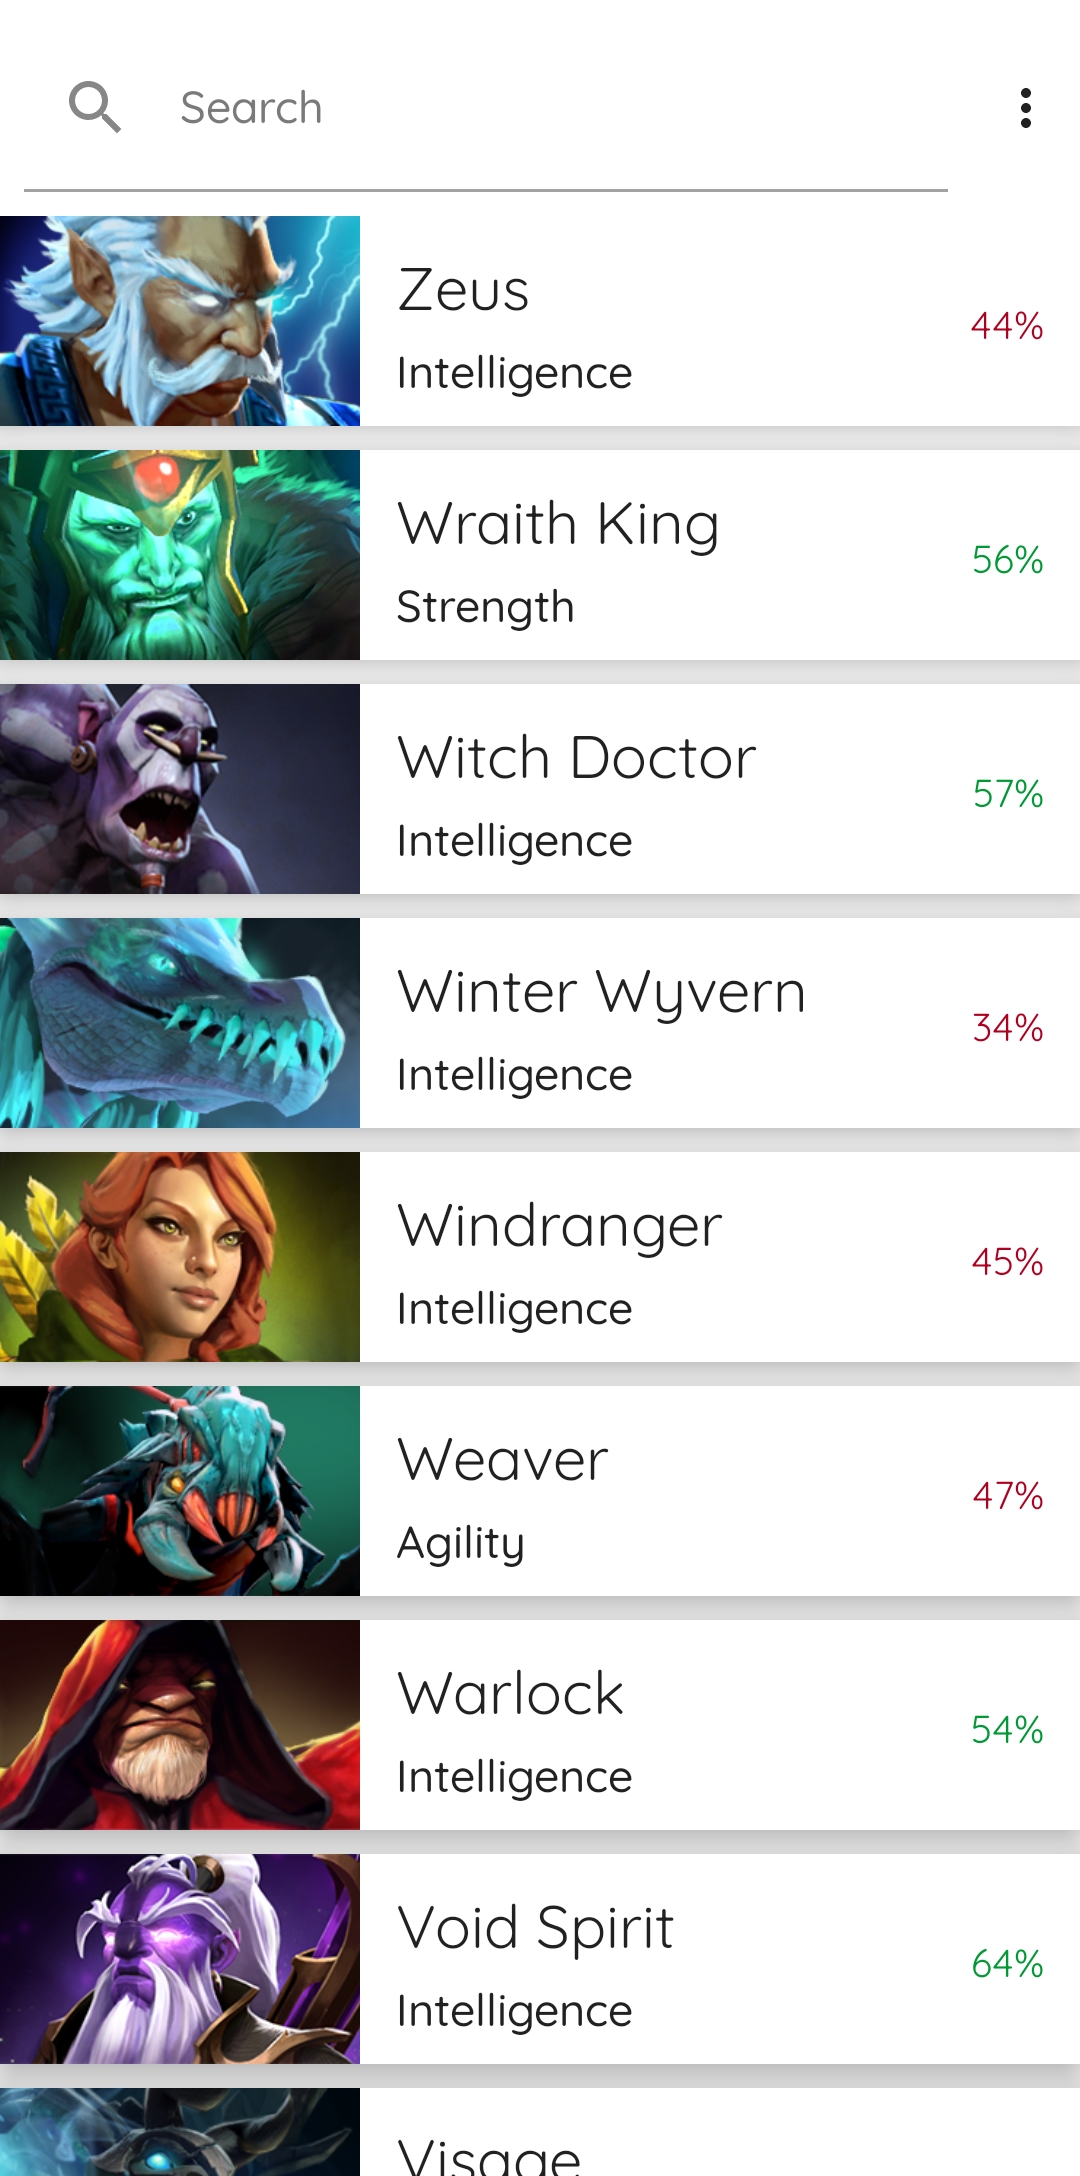 Search
Zeus
44%
Intelligence
Wraith King
56%
Strength
Witch Doctor
57%
Intelligence
Winter Wyvern
34%
Intelligence
Windranger
45%
Intelligence
Weaver
47%
Agility
Warlock
54%
Intelligence
Void Spirit
64%
Intelligence
Visage